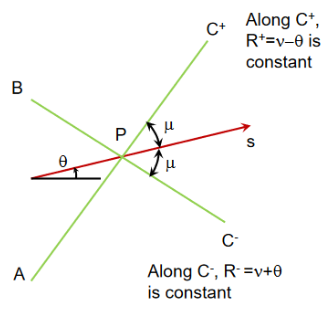 C⁺
Along C⁺,
R⁺=ν–θ is
constant
B
P
μ
s
θ
μ
C⁻
A
Along C⁻, R⁻=ν+θ
is constant